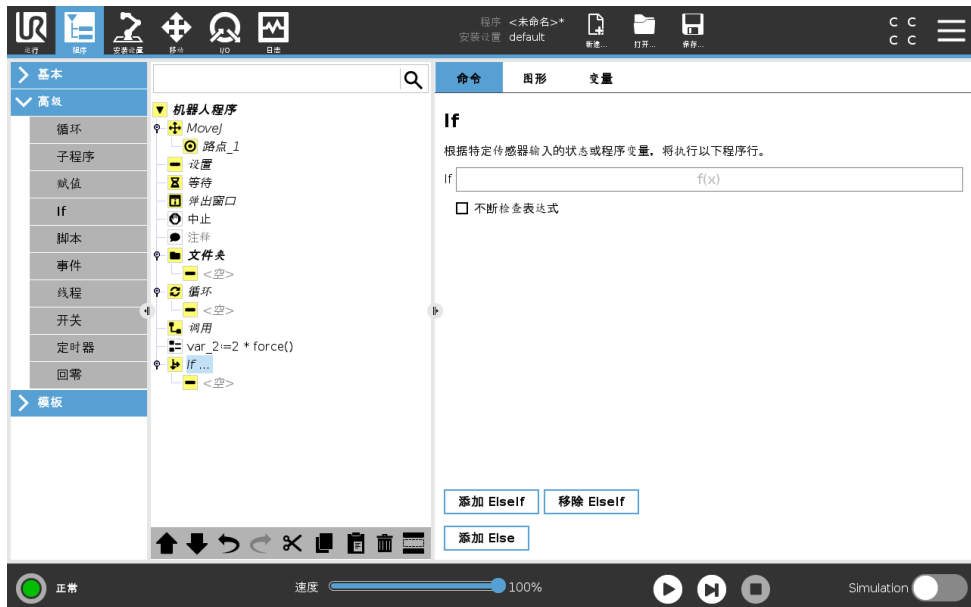 UR
运行
程序
安装设置
移动
I/O
日志
程序 <未命名>*
安装设置 default
新建...
打开...
保存...
C C
C C
基本
高级
循环
子程序
赋值
If
脚本
事件
线程
开关
定时器
回零
模板
机器人程序
MoveJ
路点_1
设置
等待
弹出窗口
中止
注释
文件夹
<空>
循环
<空>
调用
var_2≔2 * force()
If ...
<空>
命令 图形 变量
If
根据特定传感器输入的状态或程序变量，将执行以下程序行。
If f(x)
不断检查表达式
添加 ElseIf 移除 ElseIf
添加 Else
正常
速度 100%
Simulation